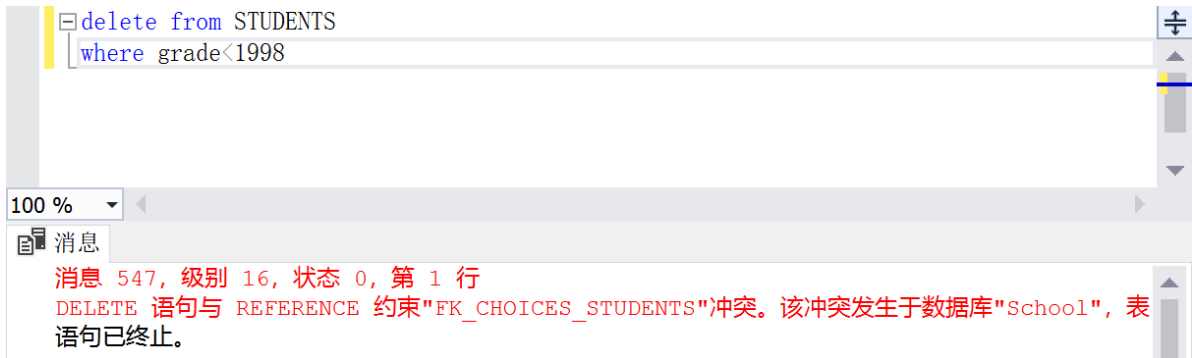 delete from STUDENTS
where grade<1998
100 %
消息
消息 547, 级别 16, 状态 0, 第 1 行
DELETE 语句与 REFERENCE 约束"FK_CHOICES_STUDENTS"冲突。该冲突发生于数据库"School", 表
语句已终止。